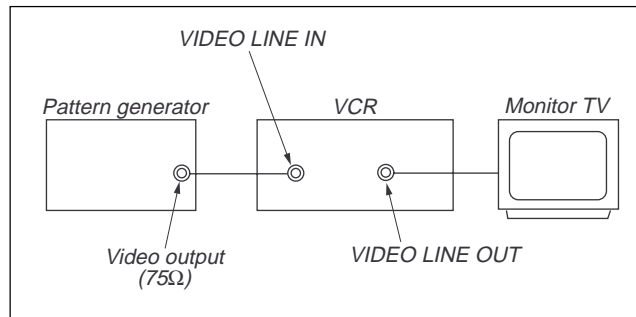 VIDEO LINE IN
Pattern generator
VCR
Monitor TV
Video output
(75Ω)
VIDEO LINE OUT